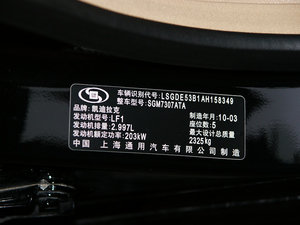 车辆识别代号: LSGDE53B1AH158349
整车型号: SGM7307ATA
品牌: 凯迪拉克
制造年月 10-03
发动机型号 LF1
座位数 5
发动机排量: 2.997L
最大设计总质量
发动机额定功率: 203kW
2325kg
中国 上海通用汽车有限公司制造